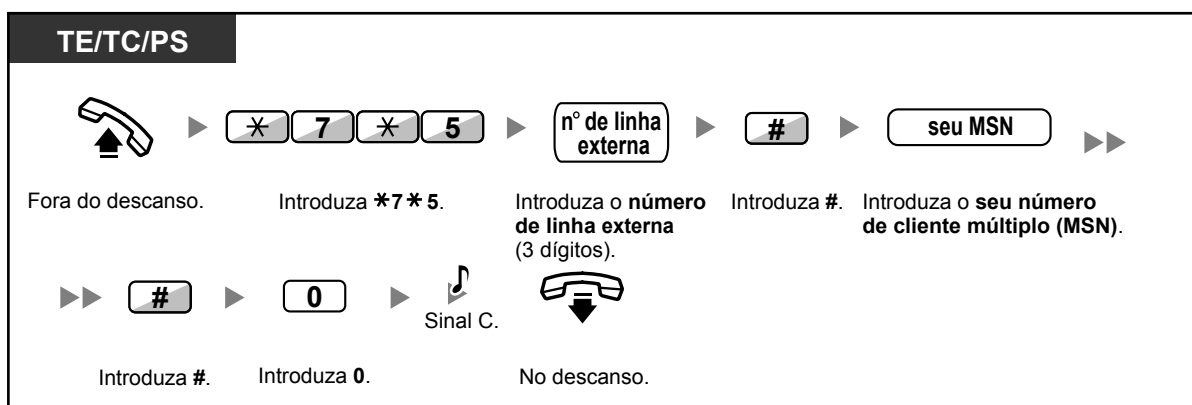 TE/TC/PS
✳ 7 ✳ 5
n° de linha
externa
#
seu MSN
Fora do descanso.
Introduza ✳7✳5.
Introduza o número
de linha externa
(3 dígitos).
Introduza #.
Introduza o seu número
de cliente múltiplo (MSN).
#
0
Sinal C.
Introduza #.
Introduza 0.
No descanso.